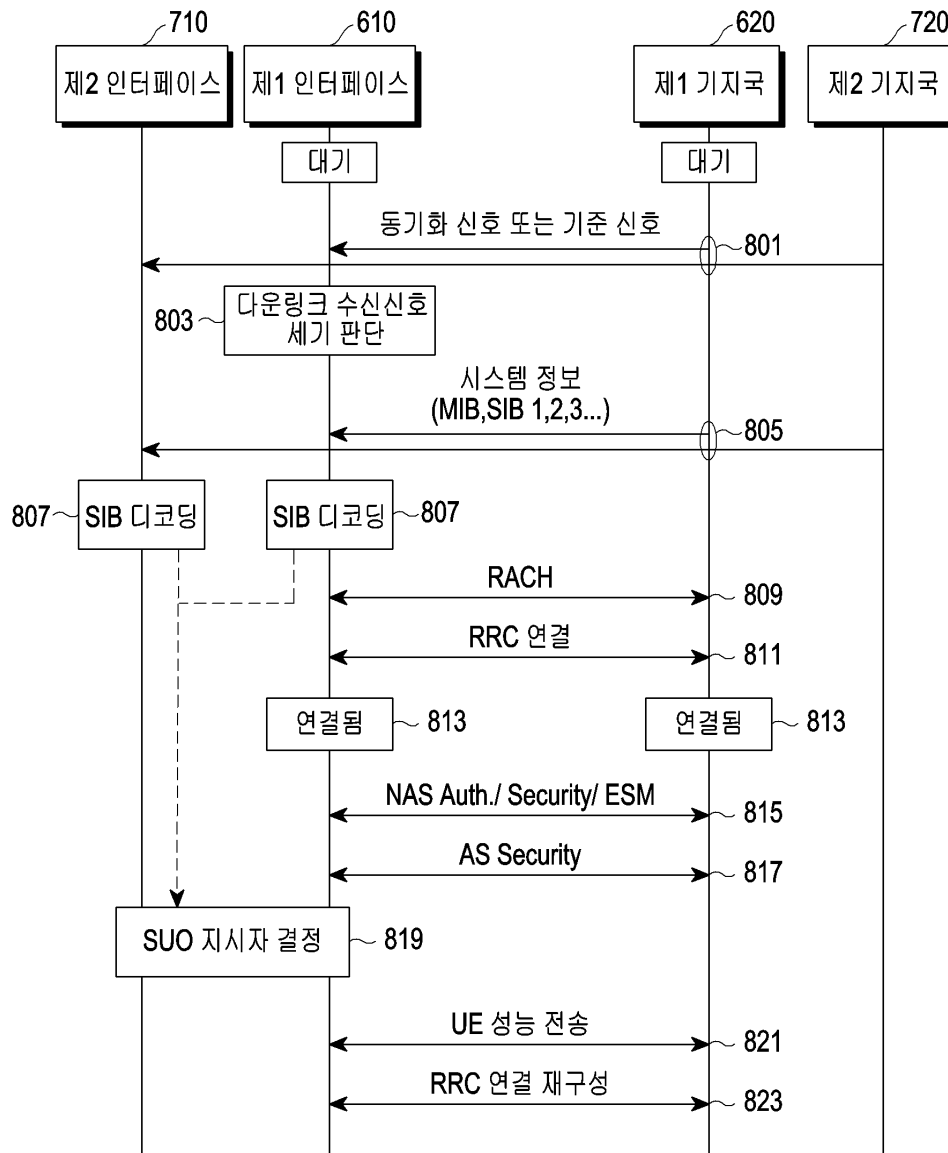 710
610
620
720
제2 인터페이스
제1 인터페이스
제1 기지국
제2 기지국
대기
대기
동기화 신호 또는 기준 신호
801
803
다운링크 수신신호
세기 판단
시스템 정보
(MIB,SIB 1,2,3...)
805
807
SIB 디코딩
SIB 디코딩
807
RACH
809
RRC 연결
811
연결됨
813
연결됨
813
NAS Auth./ Security/ ESM
815
AS Security
817
SUO 지시자 결정
819
UE 성능 전송
821
RRC 연결 재구성
823